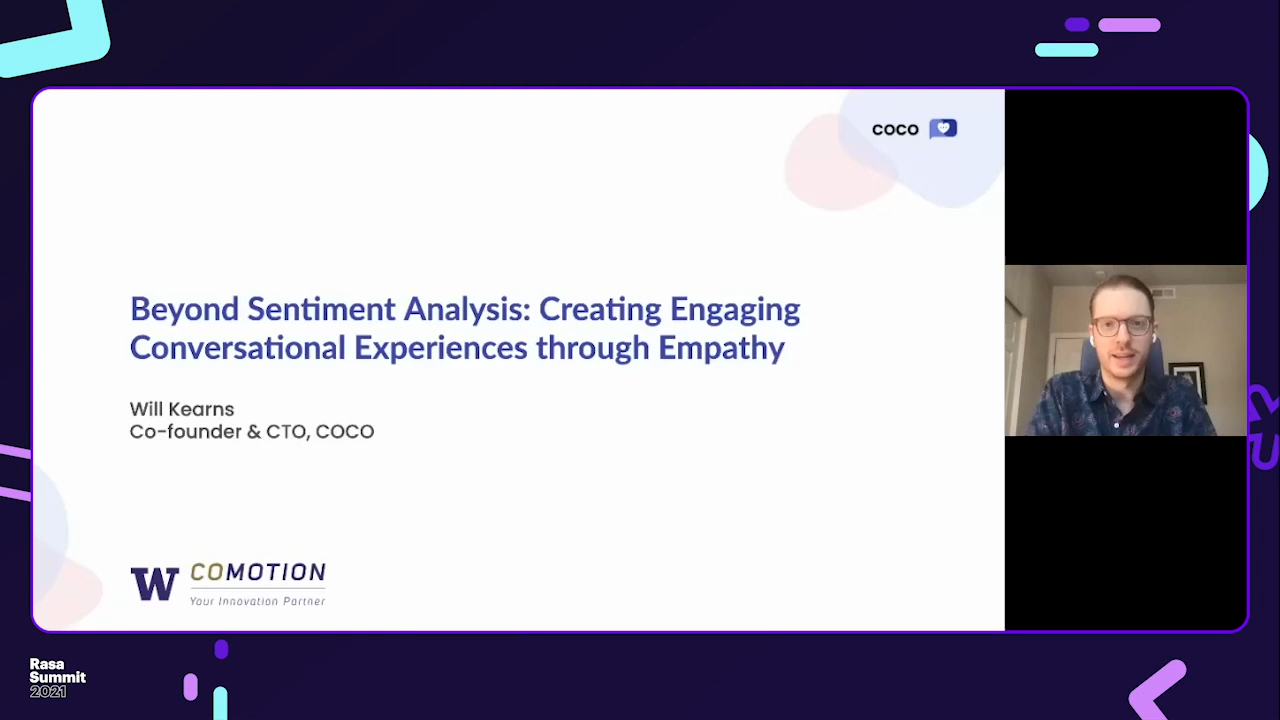 coco
Beyond Sentiment Analysis: Creating Engaging
Conversational Experiences through Empathy
Will Kearns
Co-founder & CTO, COCO
W COMOTION
Your Innovation Partner
Rasa
Summit
2021